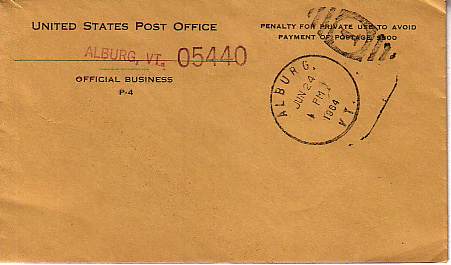 UNITED STATES POST OFFICE
ALBURG, VT. 05440
OFFICIAL BUSINESS
P-4
PENALTY FOR PRIVATE USE TO AVOID
PAYMENT OF POSTAGE, $300
ALBURG,
JUN 24
PM
1964
VT.